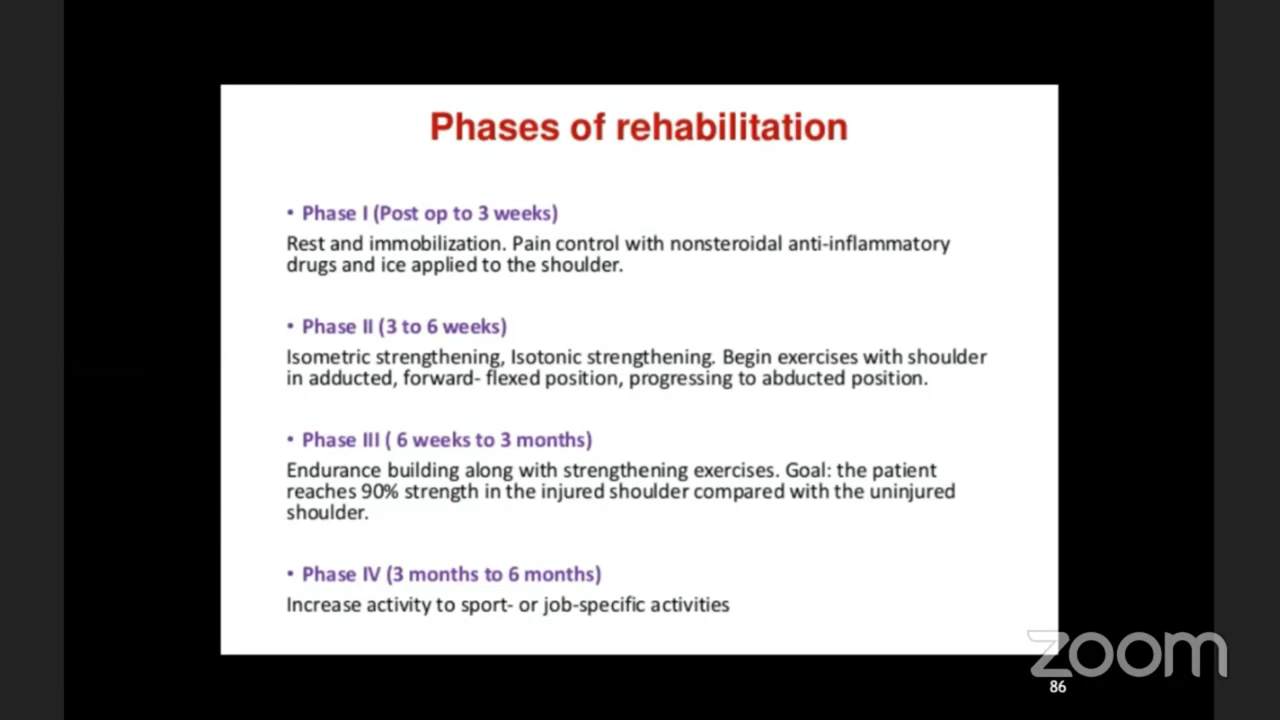 Phases of rehabilitation
• Phase I (Post op to 3 weeks)
Rest and immobilization. Pain control with nonsteroidal anti-inflammatory
drugs and ice applied to the shoulder.
• Phase II (3 to 6 weeks)
Isometric strengthening, Isotonic strengthening. Begin exercises with shoulder
in adducted, forward- flexed position, progressing to abducted position.
• Phase III ( 6 weeks to 3 months)
Endurance building along with strengthening exercises. Goal: the patient
reaches 90% strength in the injured shoulder compared with the uninjured
shoulder.
• Phase IV (3 months to 6 months)
Increase activity to sport- or job-specific activities
zoom
86